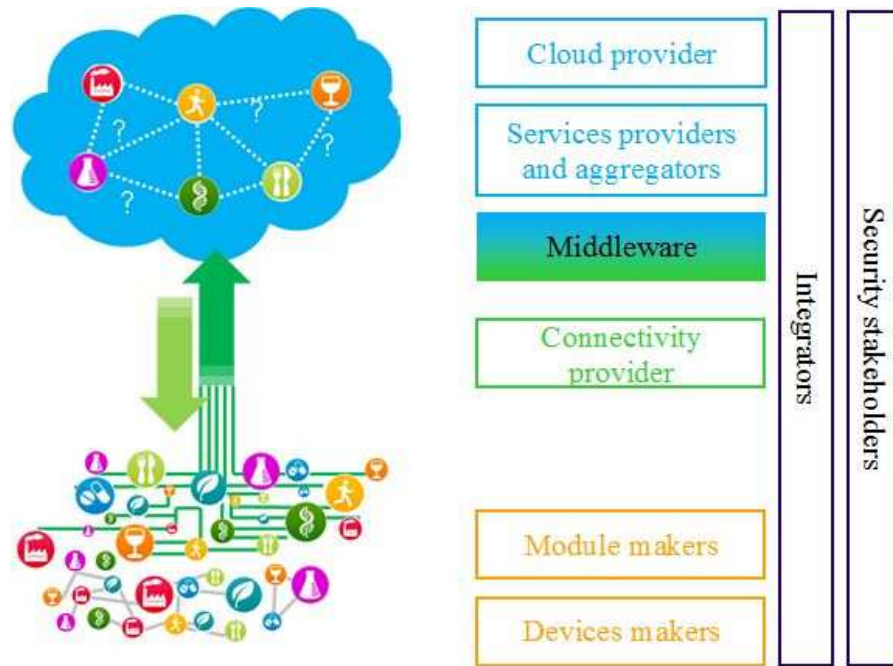 Cloud provider
Services providers
and aggregators
Middleware
Connectivity
provider
Module makers
Devices makers
Integrators
Security stakeholders
?
?
?
?